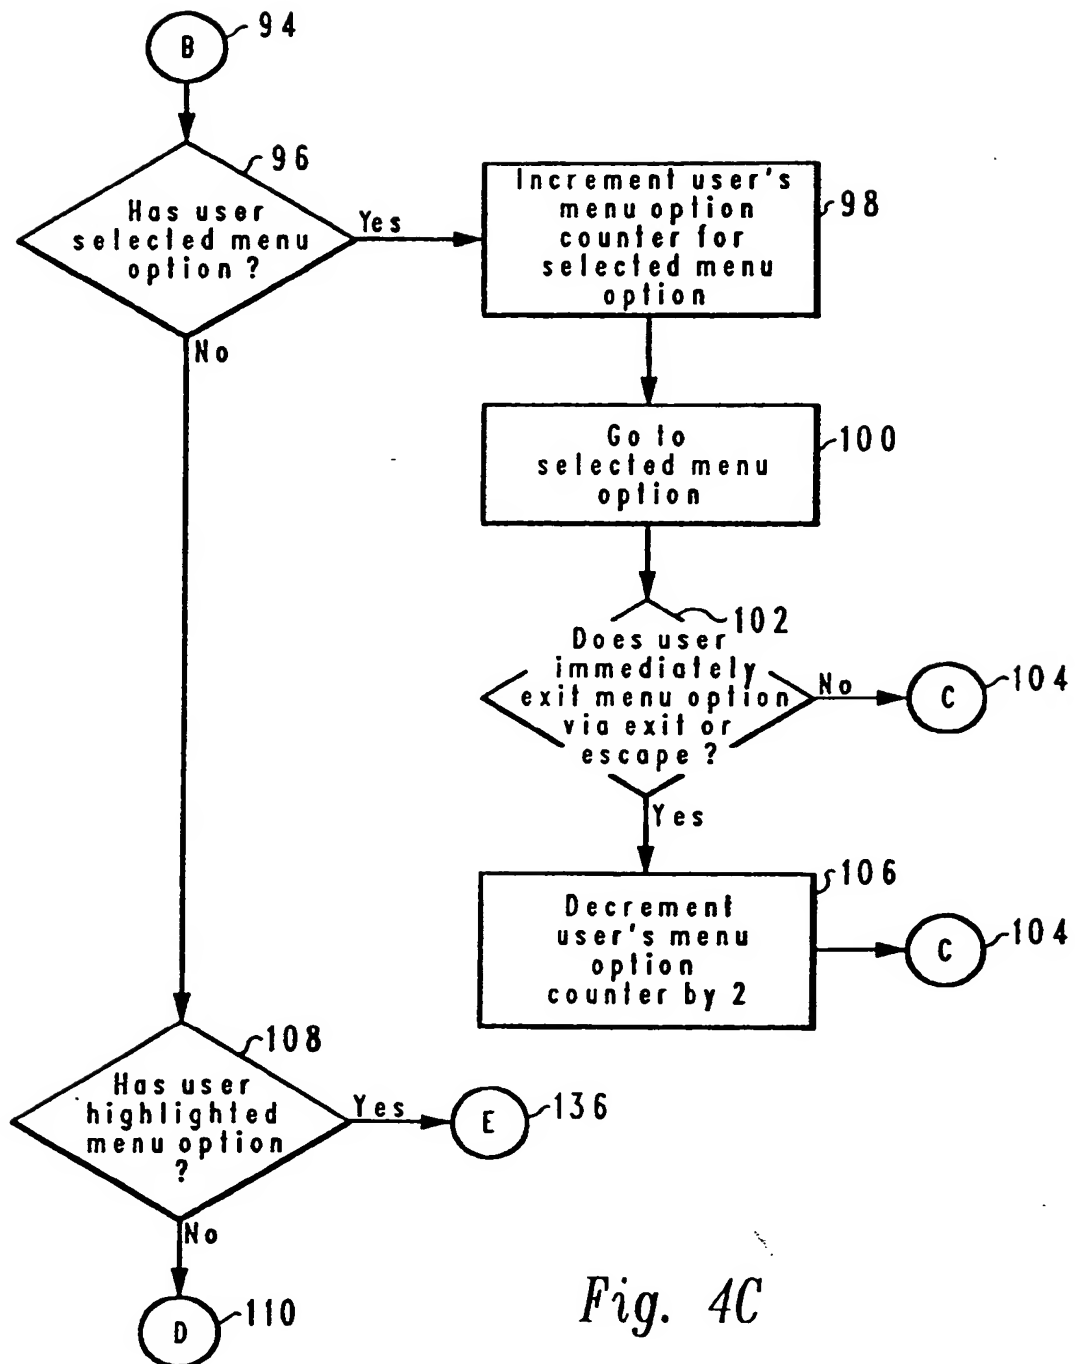 B
94
96
Has user
selected menu
option ?
Yes
No
Increment user's
menu option
counter for
selected menu
option
98
Go to
selected menu
option
100
102
Does user
immediately
exit menu option
via exit or
escape ?
No
C
104
Yes
Decrement
user's menu
option
counter by 2
106
C
104
108
Has user
highlighted
menu option
?
Yes
E
136
No
D
110
Fig. 4C